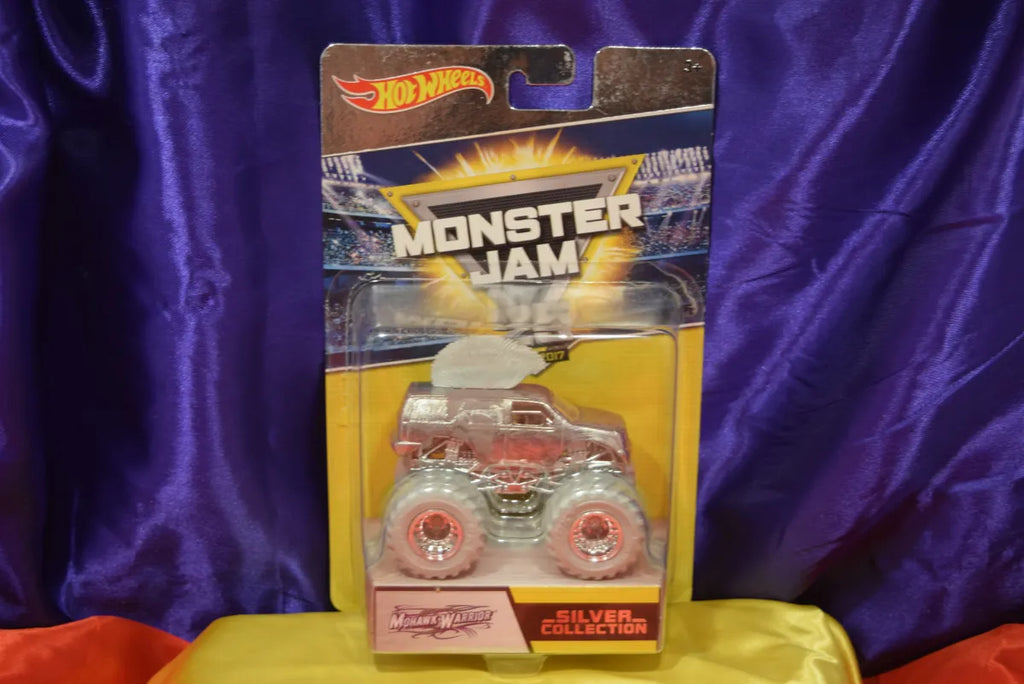 HOT WHEELS
3+
MONSTER
JAM
2017
MOHAWK WARRIOR
SILVER
COLLECTION